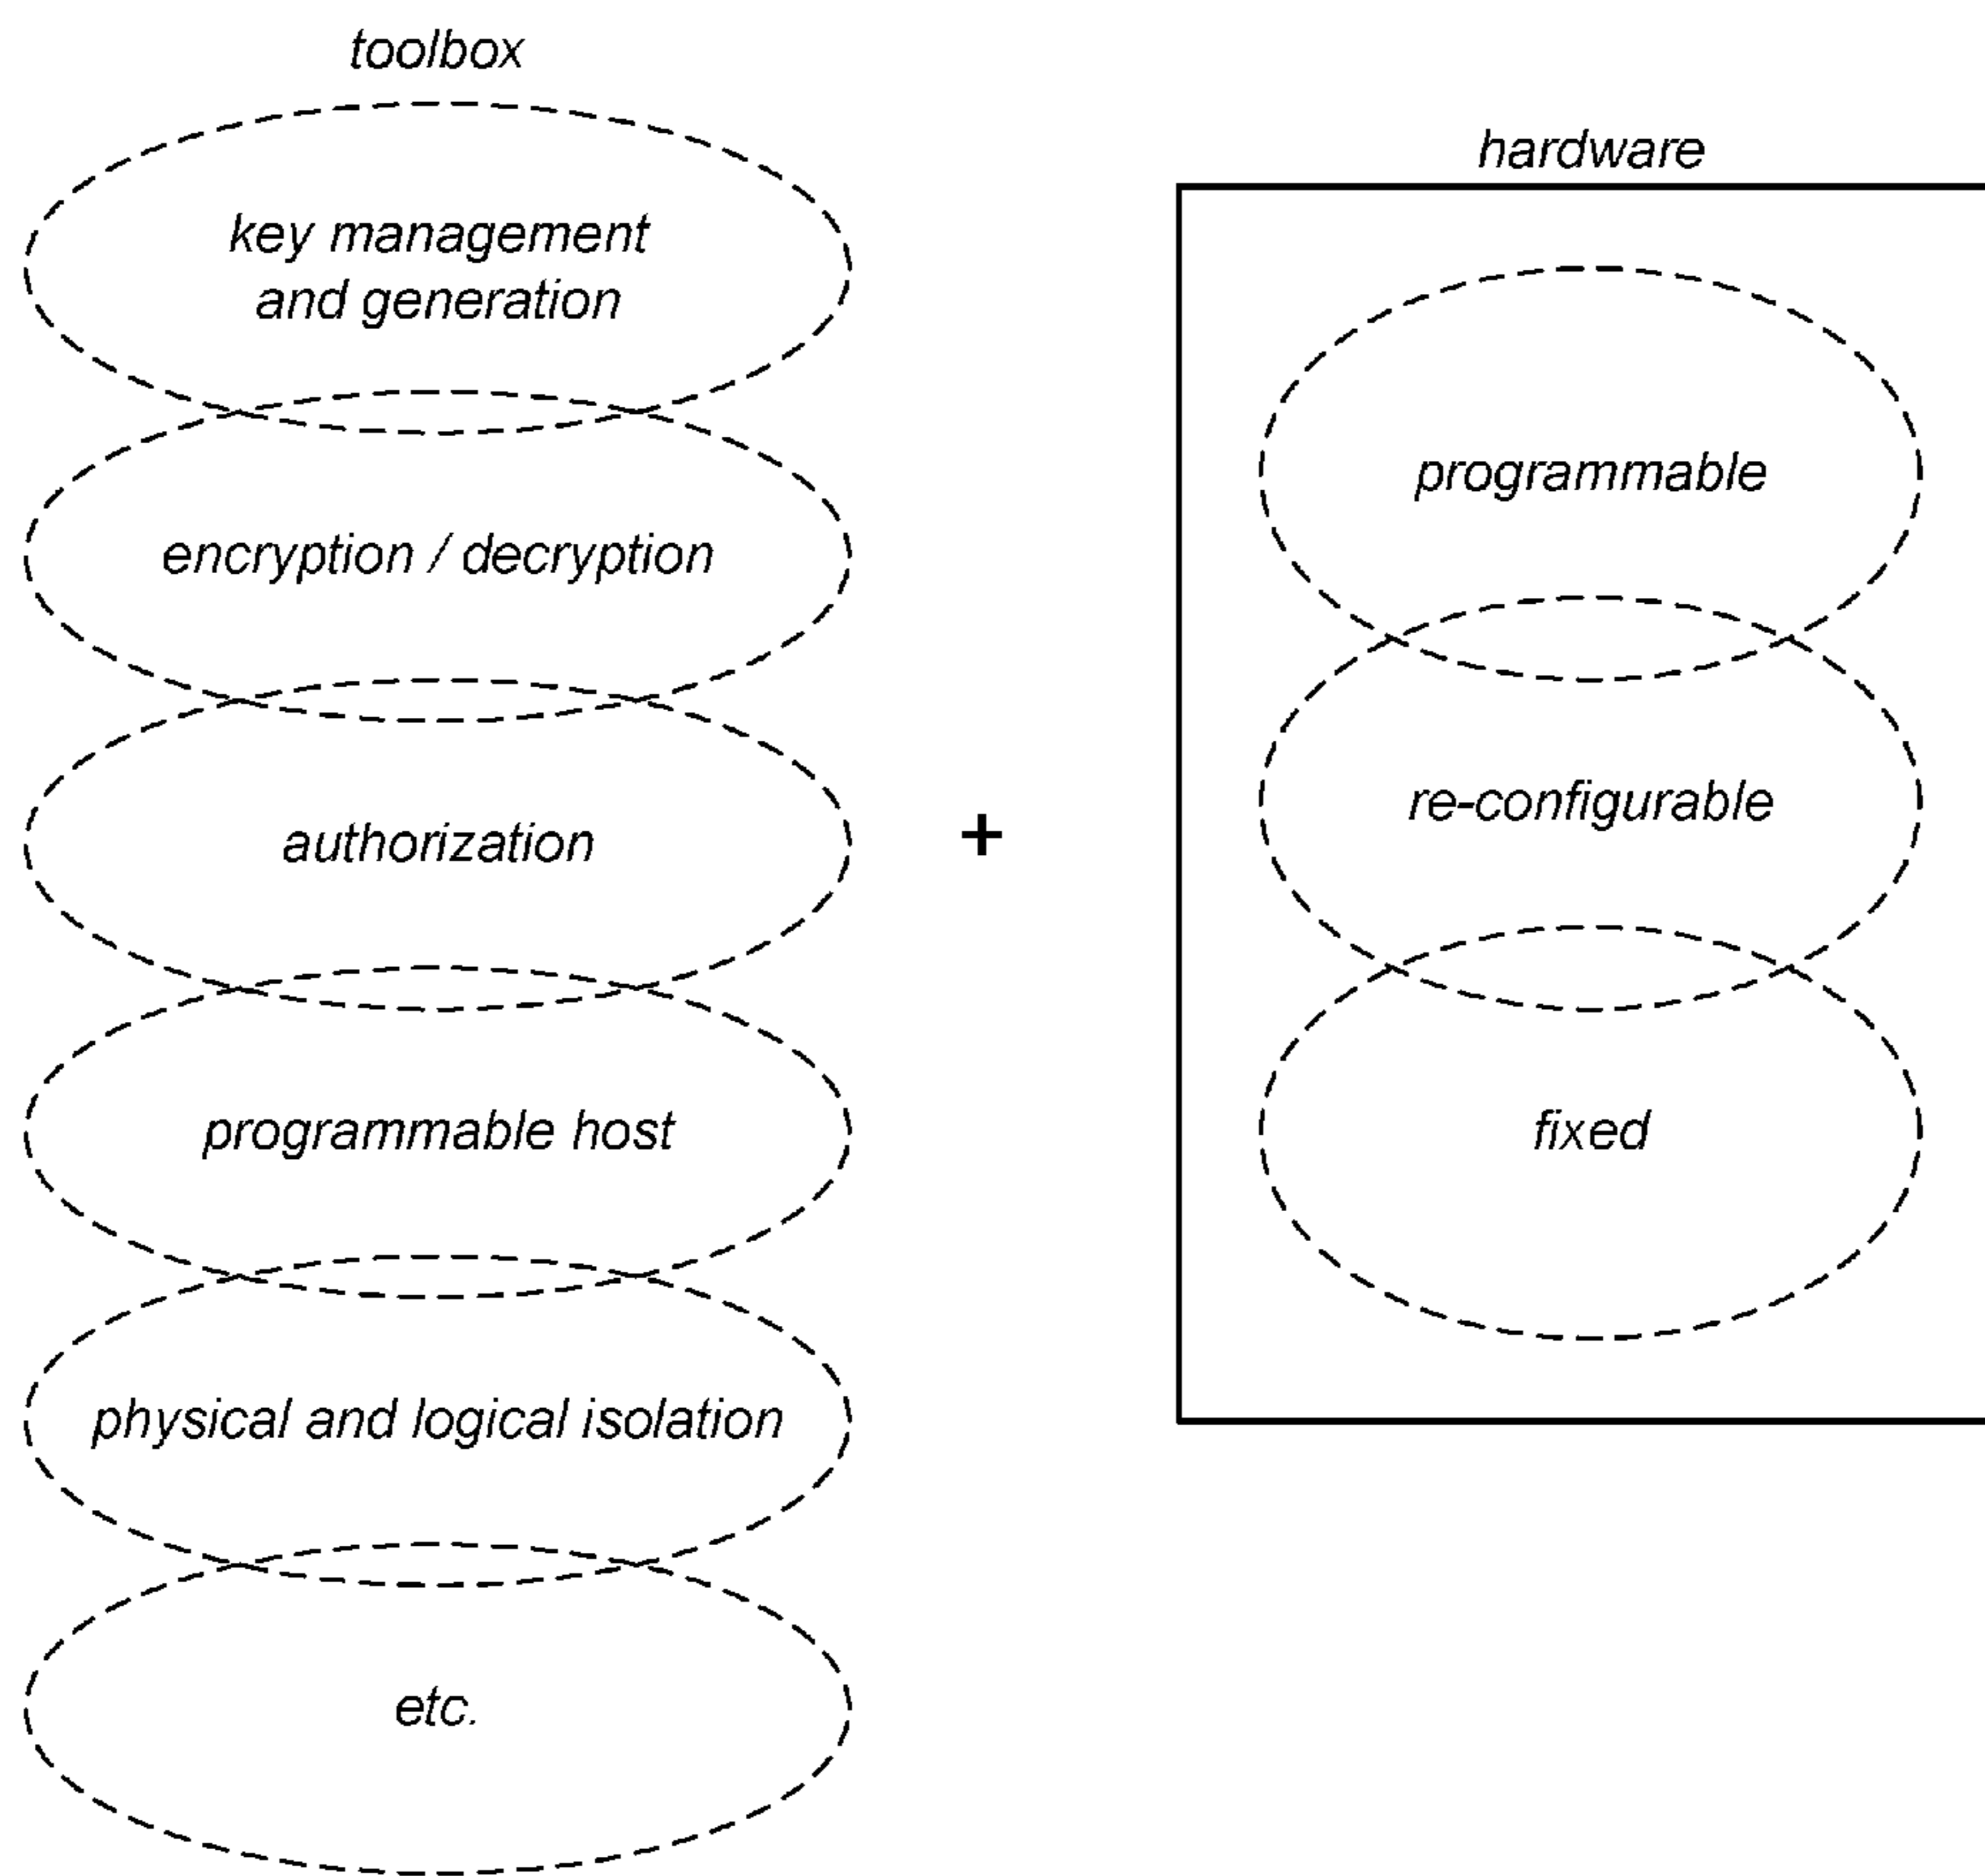 toolbox
key management
and generation
encryption / decryption
authorization
programmable host
physical and logical isolation
etc.
+
hardware
programmable
re-configurable
fixed